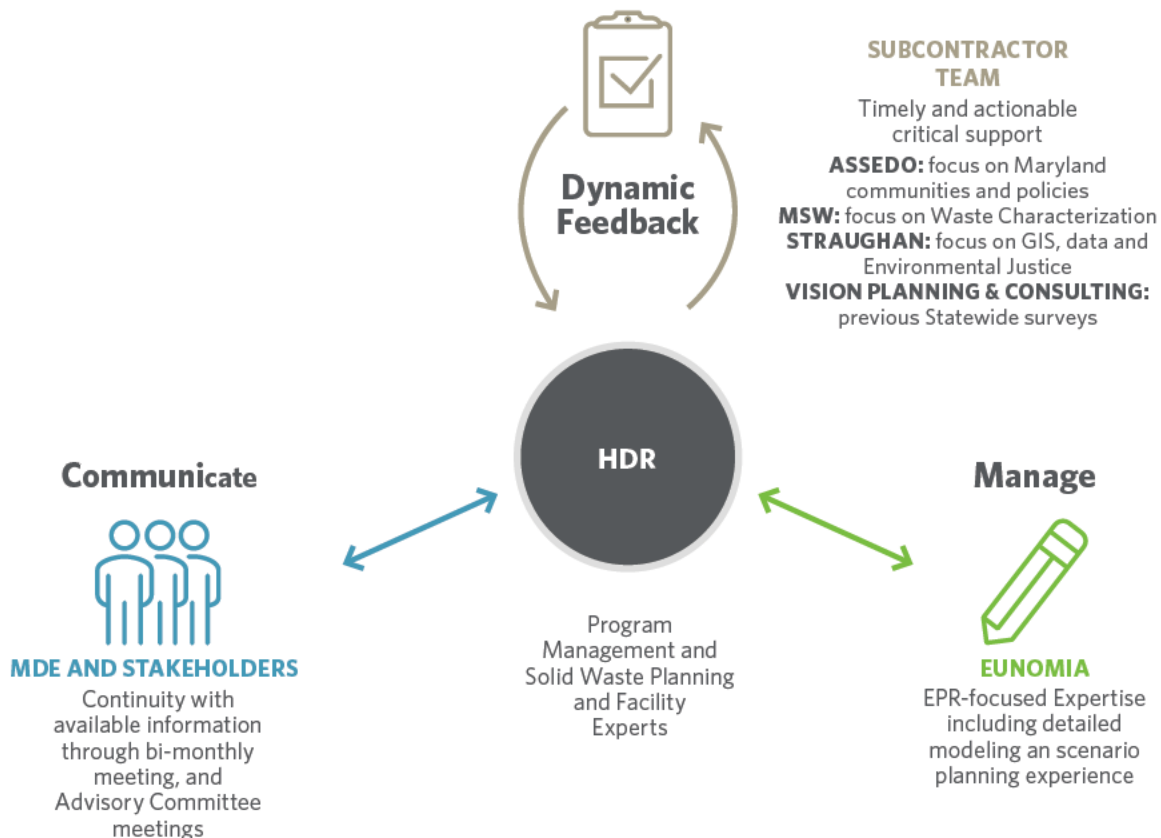 SUBCONTRACTOR
TEAM
Timely and actionable
critical support
ASSEDO: focus on Maryland
communities and policies
MSW: focus on Waste Characterization
STRAUGHAN: focus on GIS, data and
Environmental Justice
VISION PLANNING & CONSULTING:
previous Statewide surveys
Dynamic
Feedback
HDR
Program
Management and
Solid Waste Planning
and Facility
Experts
Communicate
MDE AND STAKEHOLDERS
Continuity with
available information
through bi-monthly
meeting, and
Advisory Committee
meetings
Manage
EUNOMIA
EPR-focused Expertise
including detailed
modeling an scenario
planning experience